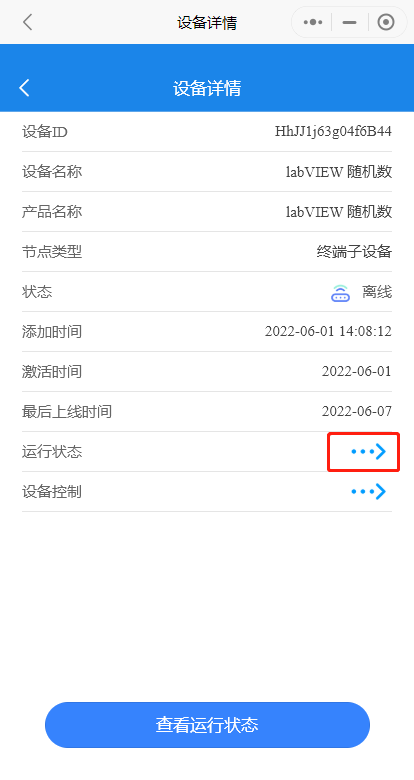 设备详情
设备详情
设备ID HhJJ1j63g04f6B44
设备名称 labVIEW 随机数
产品名称 labVIEW 随机数
节点类型 终端子设备
状态 离线
添加时间 2022-06-01 14:08:12
激活时间 2022-06-01
最后上线时间 2022-06-07
运行状态
设备控制
查看运行状态